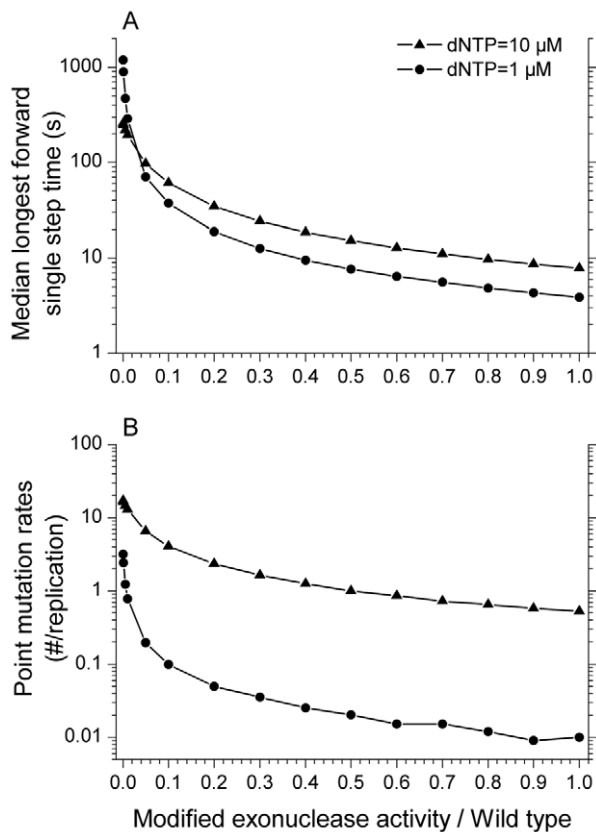 A
dNTP=10 µM
dNTP=1 µM
1000
100
10
1
Median longest forward
single step time (s)
0.0 0.1 0.2 0.3 0.4 0.5 0.6 0.7 0.8 0.9 1.0
B
100
10
1
0.1
0.01
Point mutation rates
(#/replication)
0.0 0.1 0.2 0.3 0.4 0.5 0.6 0.7 0.8 0.9 1.0
Modified exonuclease activity / Wild type